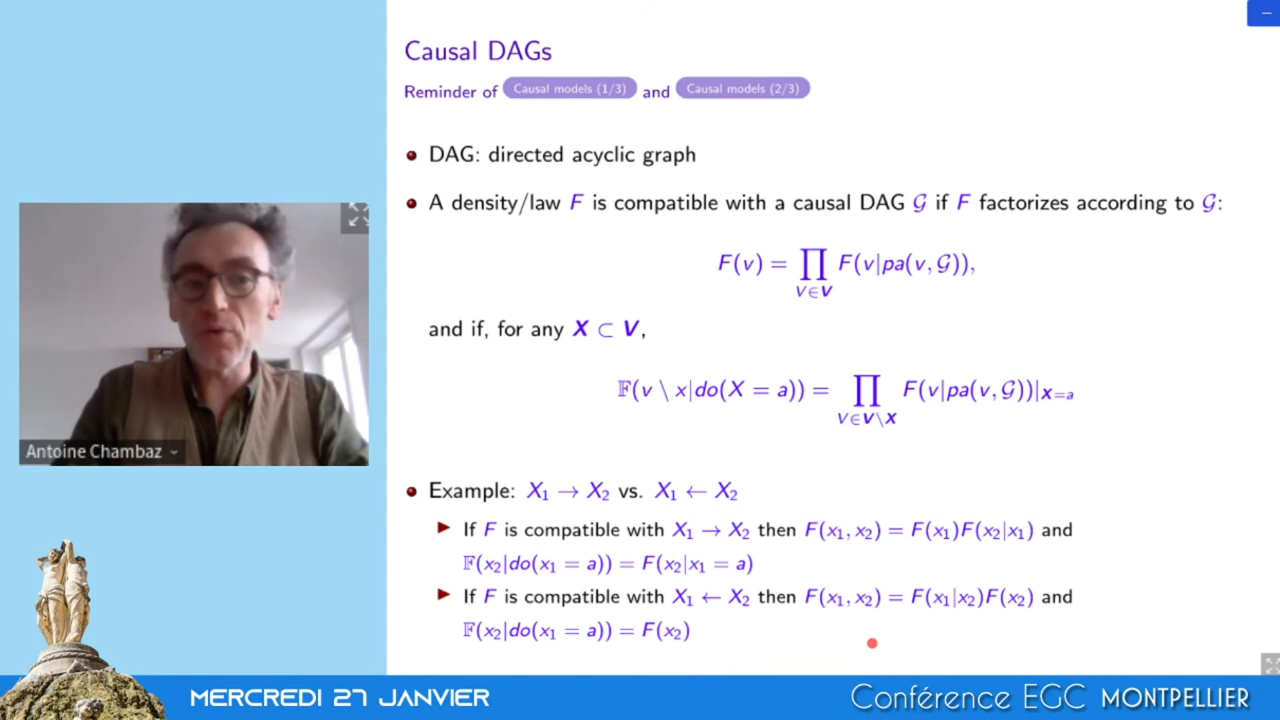 Causal DAGs
Reminder of Causal models (1/3) and Causal models (2/3)
DAG: directed acyclic graph
A density/law F is compatible with a causal DAG 𝒢 if F factorizes according to 𝒢:
F(v) = ∏_{V∈𝑽} F(v|pa(v, 𝒢)),
and if, for any 𝑿 ⊂ 𝑽,
𝔽(v \ x|do(X = a)) = ∏_{V∈𝑽\𝑿} F(v|pa(v, 𝒢))|_{𝑿=a}
Example: X₁ → X₂ vs. X₁ ← X₂
If F is compatible with X₁ → X₂ then F(x₁, x₂) = F(x₁)F(x₂|x₁) and
𝔽(x₂|do(x₁ = a)) = F(x₂|x₁ = a)
If F is compatible with X₁ ← X₂ then F(x₁, x₂) = F(x₁|x₂)F(x₂) and
𝔽(x₂|do(x₁ = a)) = F(x₂)
Antoine Chambaz
MERCREDI 27 JANVIER
Conférence EGC MONTPELLIER